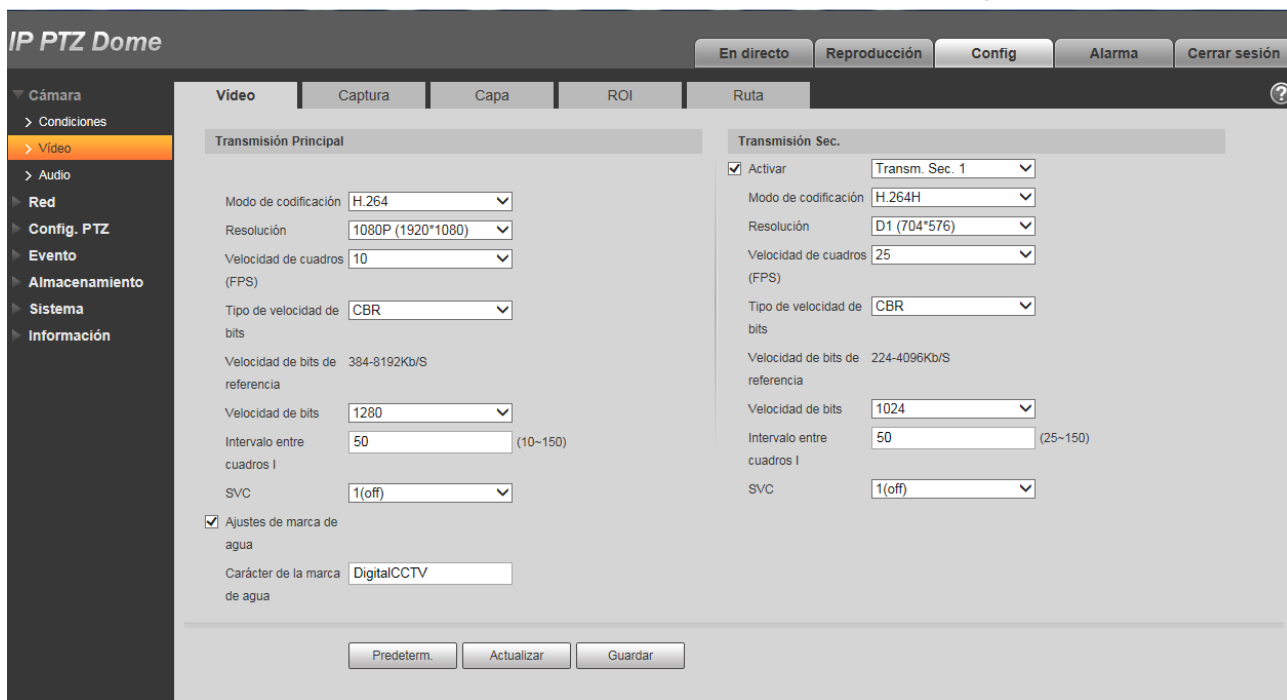 IP PTZ Dome
En directo
Reproducción
Config
Alarma
Cerrar sesión
Cámara
Condiciones
Vídeo
Audio
Red
Config. PTZ
Evento
Almacenamiento
Sistema
Información
Vídeo
Captura
Capa
ROI
Ruta
?
Transmisión Principal
Modo de codificación H.264
Resolución 1080P (1920*1080)
Velocidad de cuadros 10
(FPS)
Tipo de velocidad de CBR
bits
Velocidad de bits de 384-8192Kb/S
referencia
Velocidad de bits 1280
Intervalo entre 50 (10~150)
cuadros I
SVC 1(off)
Ajustes de marca de
agua
Carácter de la marca DigitalCCTV
de agua
Transmisión Sec.
Activar Transm. Sec. 1
Modo de codificación H.264H
Resolución D1 (704*576)
Velocidad de cuadros 25
(FPS)
Tipo de velocidad de CBR
bits
Velocidad de bits de 224-4096Kb/S
referencia
Velocidad de bits 1024
Intervalo entre 50 (25~150)
cuadros I
SVC 1(off)
Predeterm.
Actualizar
Guardar